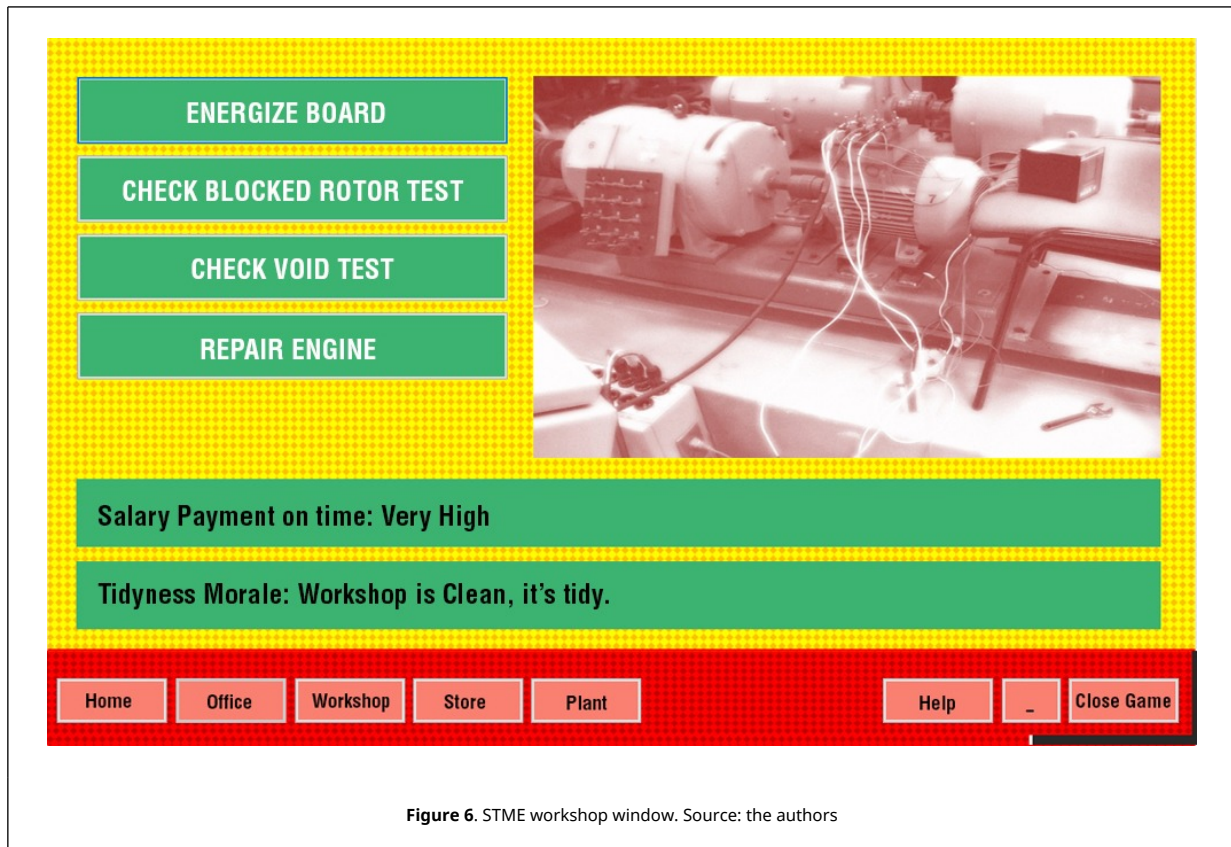 ENERGIZE BOARD
CHECK BLOCKED ROTOR TEST
CHECK VOID TEST
REPAIR ENGINE
7
Salary Payment on time: Very High
Tidyness Morale: Workshop is Clean, it's tidy.
Home Office Workshop Store Plant Help _ Close Game
Figure 6. STME workshop window. Source: the authors